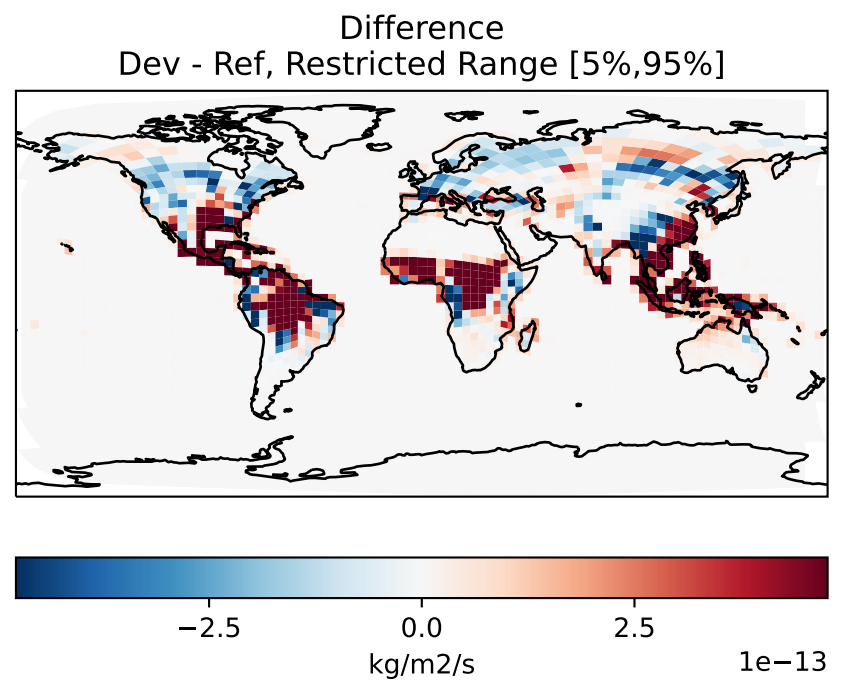 Difference
Dev - Ref, Restricted Range [5%,95%]
−2.5 0.0 2.5
kg/m2/s 1e−13